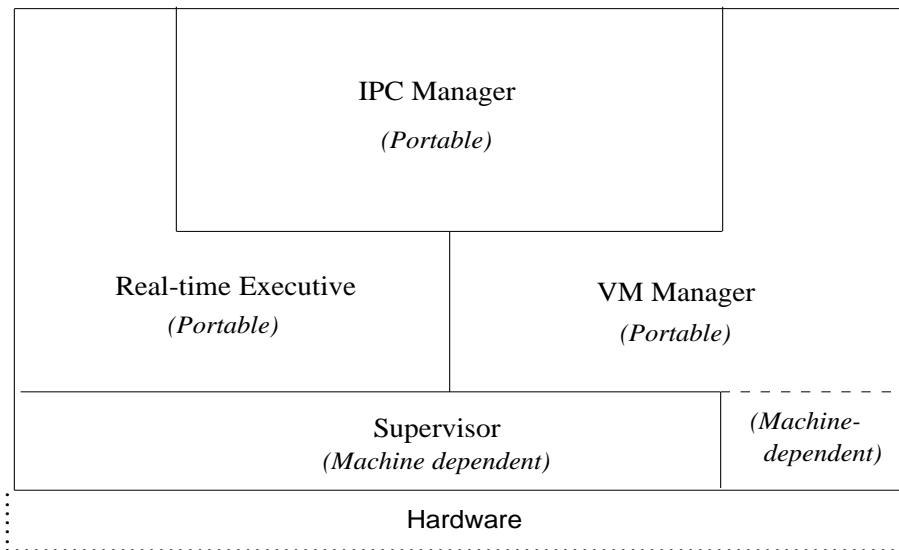 IPC Manager
(Portable)
Real-time Executive
(Portable)
VM Manager
(Portable)
Supervisor
(Machine dependent)
(Machine-
dependent)
Hardware